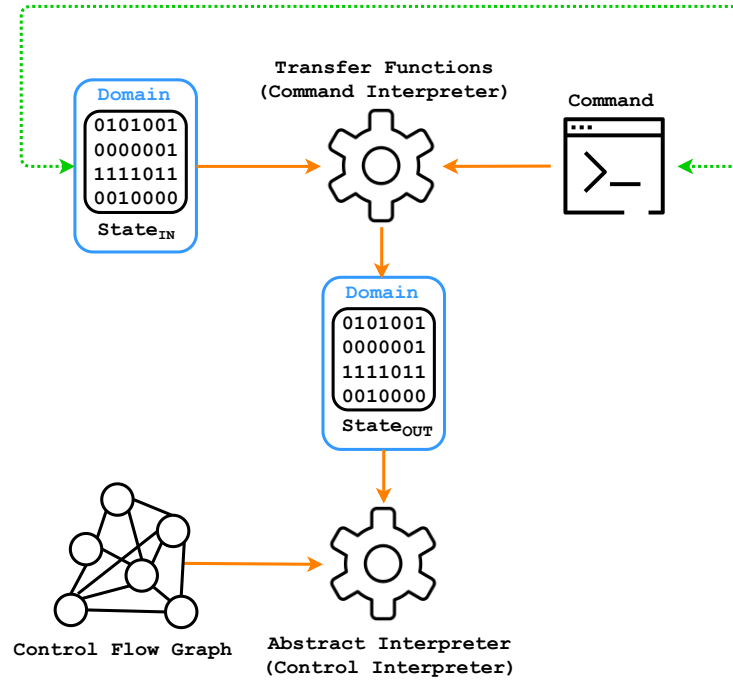 Transfer Functions
(Command Interpreter)
Command
>_
Domain
0101001
0000001
1111011
0010000
StateIN
Domain
0101001
0000001
1111011
0010000
StateOUT
Control Flow Graph
Abstract Interpreter
(Control Interpreter)